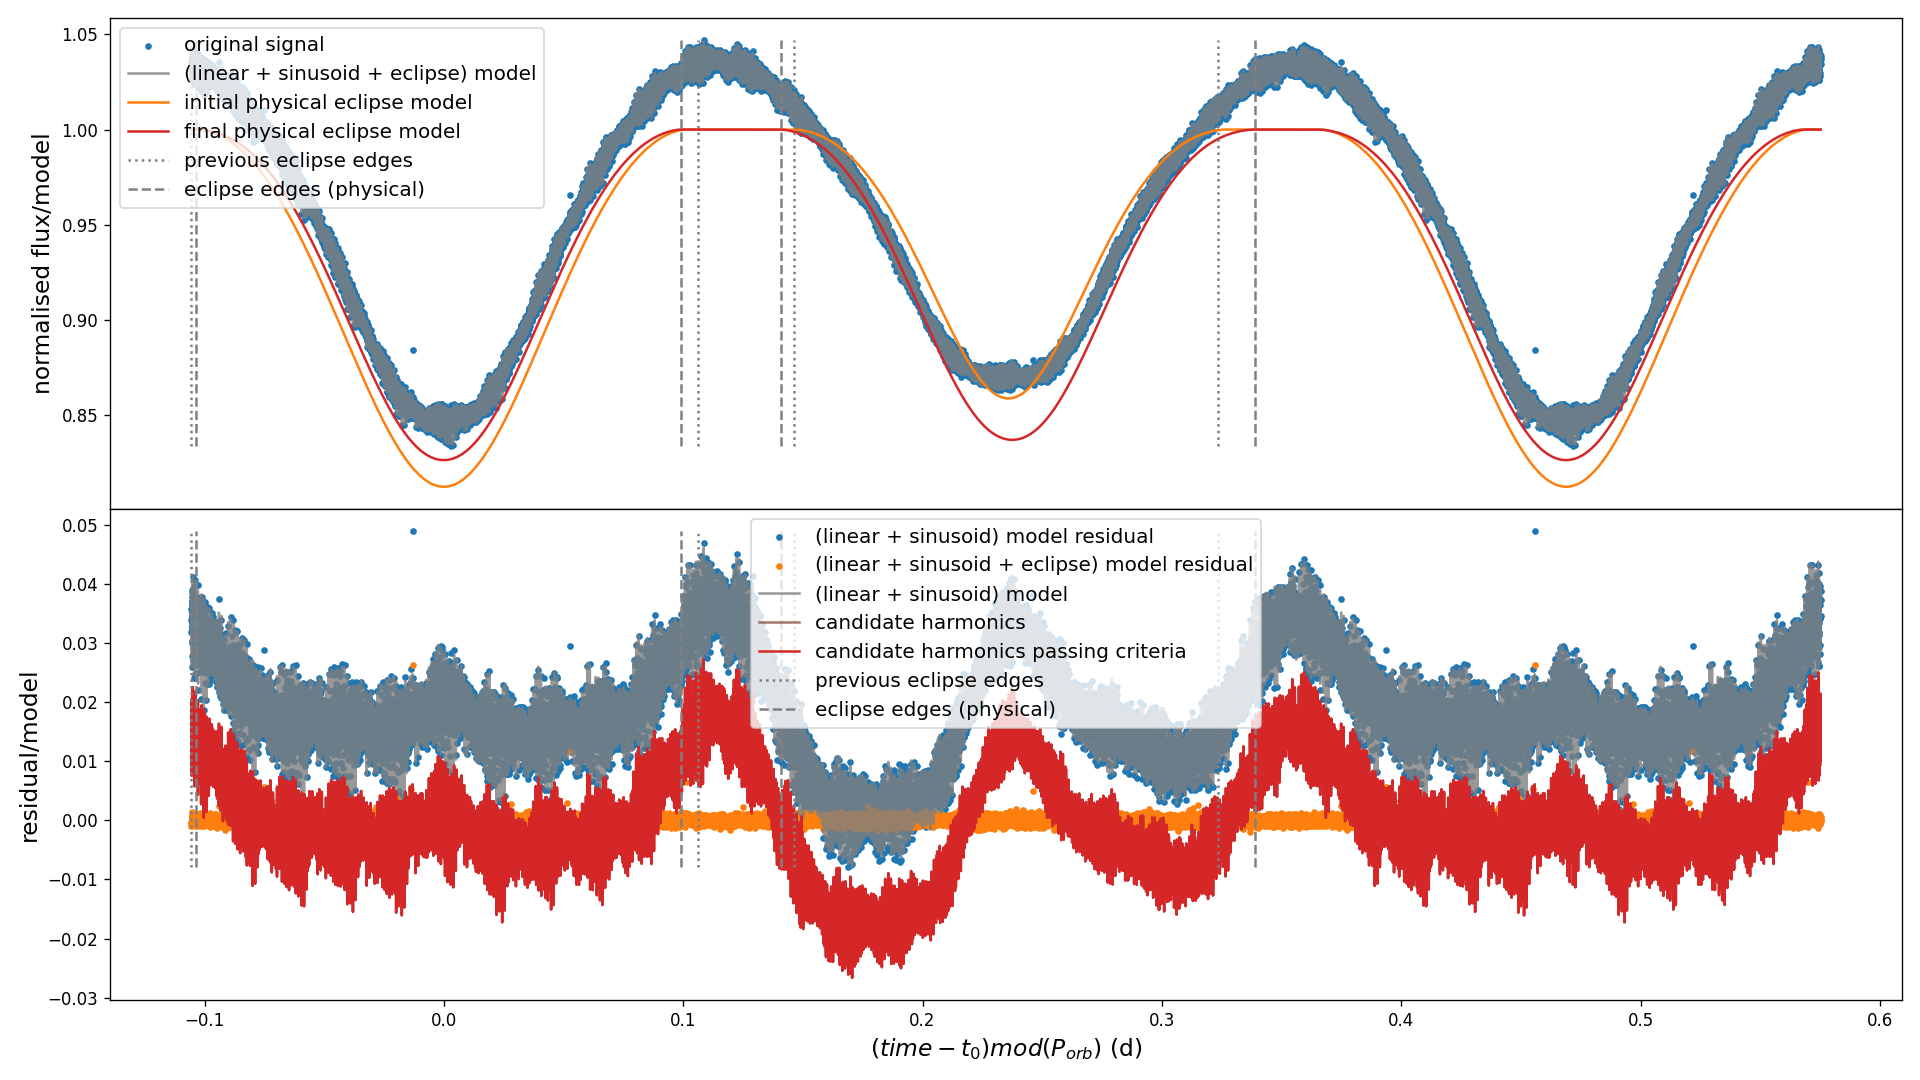 1.05
1.00
0.95
0.90
0.85
normalised flux/model
original signal
(linear + sinusoid + eclipse) model
initial physical eclipse model
final physical eclipse model
previous eclipse edges
eclipse edges (physical)
0.05
0.04
0.03
0.02
0.01
0.00
−0.01
−0.02
−0.03
residual/model
(linear + sinusoid) model residual
(linear + sinusoid + eclipse) model residual
(linear + sinusoid) model
candidate harmonics
candidate harmonics passing criteria
previous eclipse edges
eclipse edges (physical)
−0.1 0.0 0.1 0.2 0.3 0.4 0.5 0.6
(time − t₀)mod(P_orb) (d)